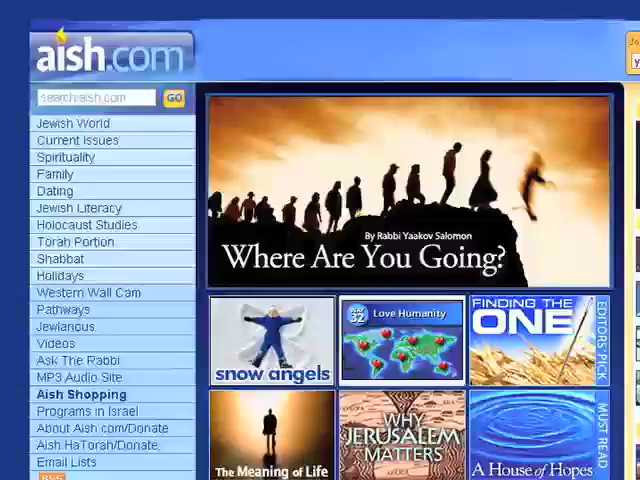 aish.com
search aish.com
GO
Jewish World
Current Issues
Spirituality
Family
Dating
Jewish Literacy
Holocaust Studies
Torah Portion
Shabbat
Holidays
Western Wall Cam
Pathways
Jewlarious
Videos
Ask The Rabbi
MP3 Audio Site
Aish Shopping
Programs in Israel
About Aish.com/Donate
Aish HaTorah/Donate
Email Lists
RSS
By Rabbi Yaakov Salomon
Where Are You Going?
snow angels
WAY
32
Love Humanity
FINDING THE
ONE
EDITORS PICK
The Meaning of Life
WHY
JERUSALEM
MATTERS
A House of Hopes
MUST READ